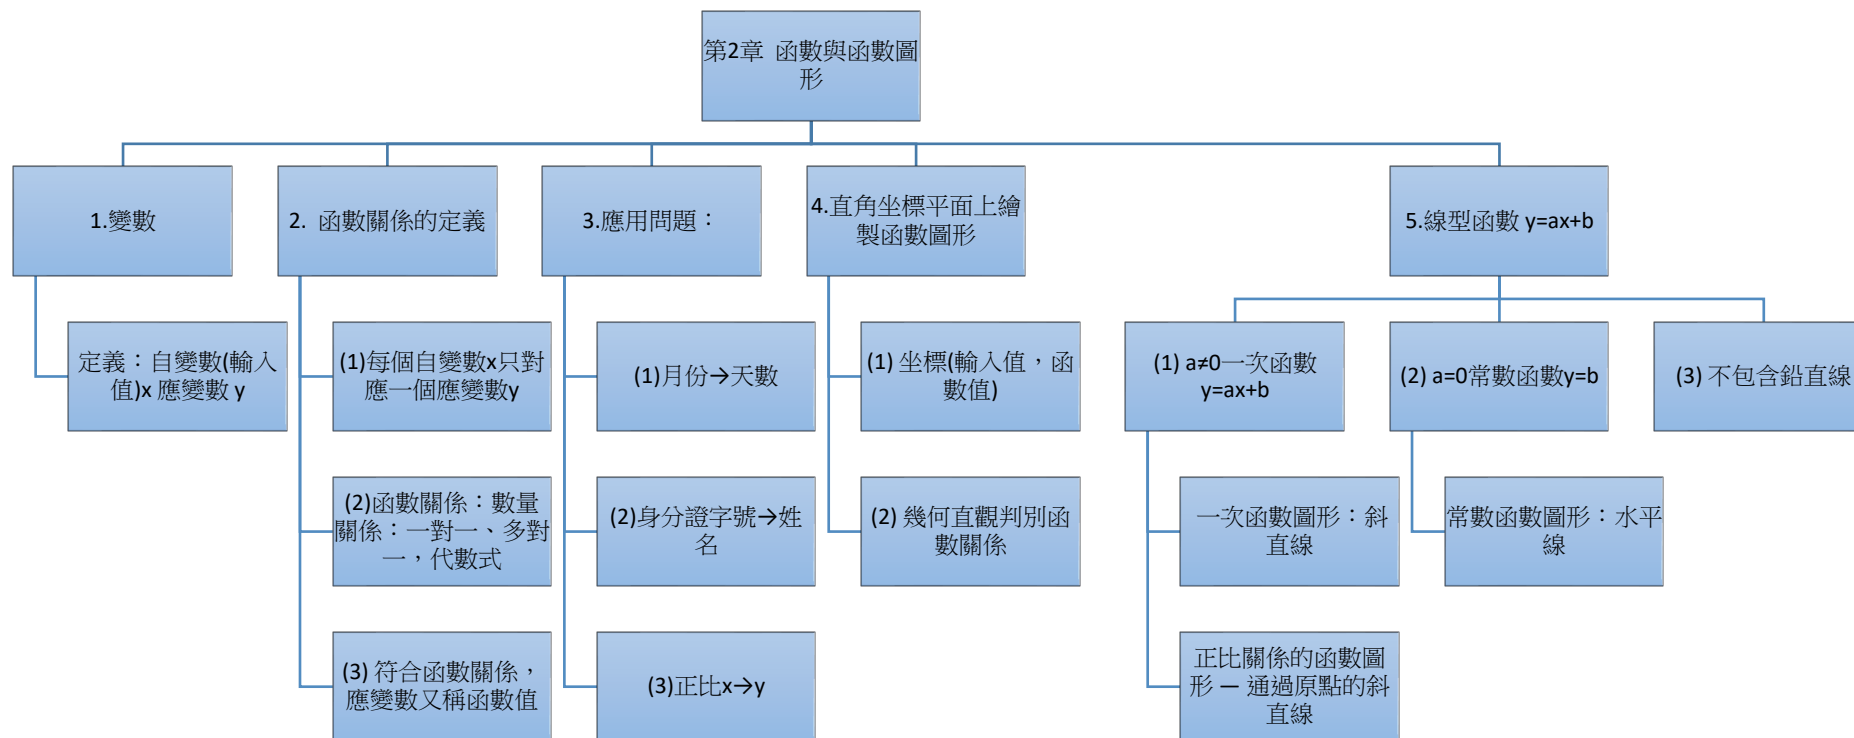 第2章 函數與函數圖
形
1.變數
2. 函數關係的定義
3.應用問題：
4.直角坐標平面上繪
製函數圖形
5.線型函數 y=ax+b
定義：自變數(輸入
值)x 應變數 y
(1)每個自變數x只對
應一個應變數y
(2)函數關係：數量
關係：一對一、多對
一，代數式
(3) 符合函數關係，
應變數又稱函數值
(1)月份→天數
(2)身分證字號→姓
名
(3)正比x→y
(1) 坐標(輸入值，函
數值)
(2) 幾何直觀判別函
數關係
(1) a≠0一次函數
y=ax+b
一次函數圖形：斜
直線
正比關係的函數圖
形 — 通過原點的斜
直線
(2) a=0常數函數y=b
常數函數圖形：水平
線
(3) 不包含鉛直線